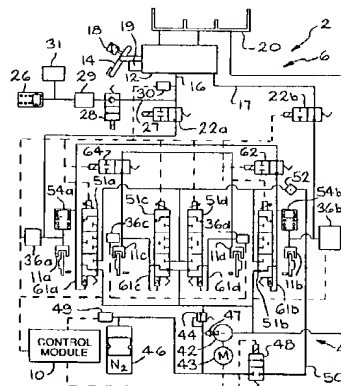 31
18
19
14
12
20
2
6
26
29
30
16
17
28
27
22a
22b
64
62
52
54a
51a
51c
51d
54b
36c
36d
36b
36a
11a
11c
11d
11b
61a
61c
61d
51b
61b
49
44
47
42
43
48
4
CONTROL
MODULE
N2
46
10
50